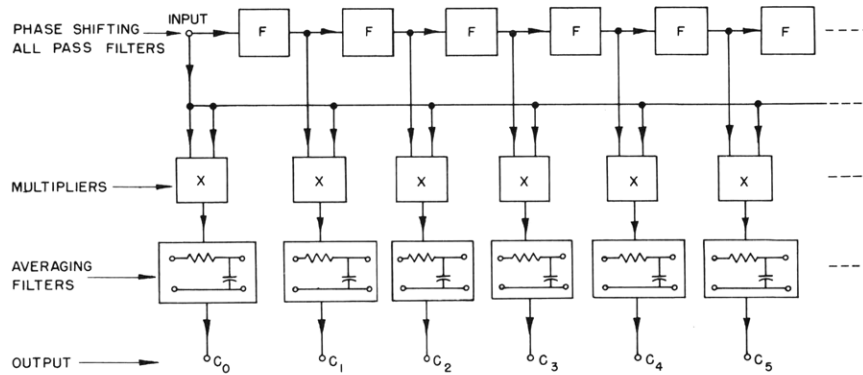 INPUT
PHASE SHIFTING
ALL PASS FILTERS
F F F F F F
MULTIPLIERS
X X X X X X
AVERAGING
FILTERS
OUTPUT
C0 C1 C2 C3 C4 C5